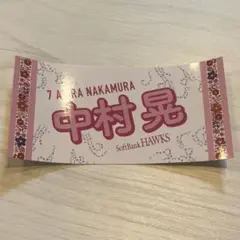 7 AKIRA NAKAMURA
中村 晃
SoftBank HAWKS